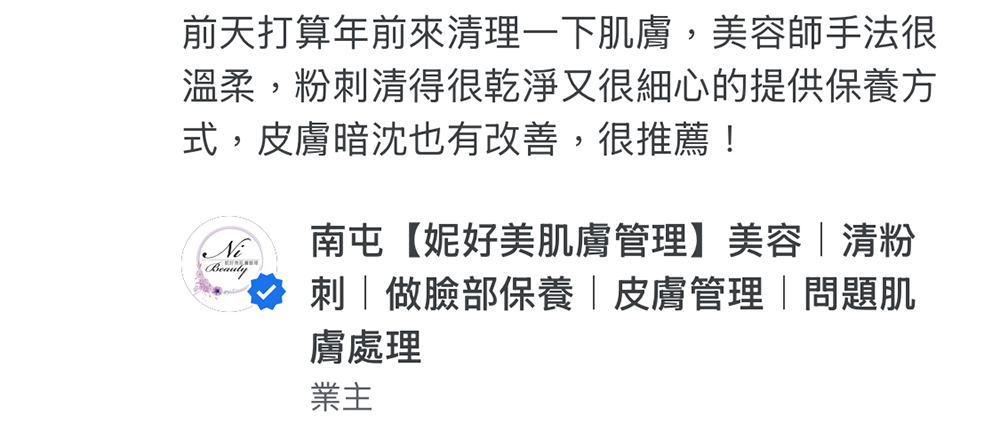 前天打算年前來清理一下肌膚，美容師手法很
溫柔，粉刺清得很乾淨又很細心的提供保養方
式，皮膚暗沈也有改善，很推薦！
Ni
妮好美肌膚管理
Beauty
南屯【妮好美肌膚管理】美容｜清粉
刺｜做臉部保養｜皮膚管理｜問題肌
膚處理
業主